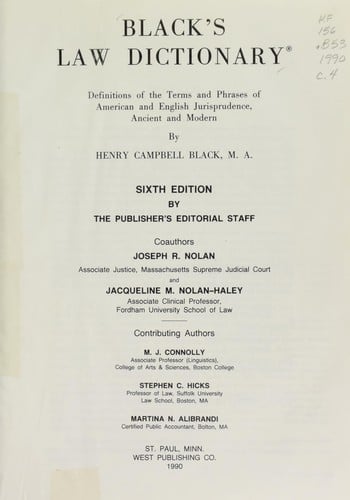 BLACK'S
LAW DICTIONARY®
HF
156
.B53
1990
c.4
Definitions of the Terms and Phrases of
American and English Jurisprudence,
Ancient and Modern
By
HENRY CAMPBELL BLACK, M. A.
SIXTH EDITION
BY
THE PUBLISHER'S EDITORIAL STAFF
Coauthors
JOSEPH R. NOLAN
Associate Justice, Massachusetts Supreme Judicial Court
and
JACQUELINE M. NOLAN–HALEY
Associate Clinical Professor,
Fordham University School of Law
Contributing Authors
M. J. CONNOLLY
Associate Professor (Linguistics),
College of Arts & Sciences, Boston College
STEPHEN C. HICKS
Professor of Law, Suffolk University
Law School, Boston, MA
MARTINA N. ALIBRANDI
Certified Public Accountant, Bolton, MA
ST. PAUL, MINN.
WEST PUBLISHING CO.
1990